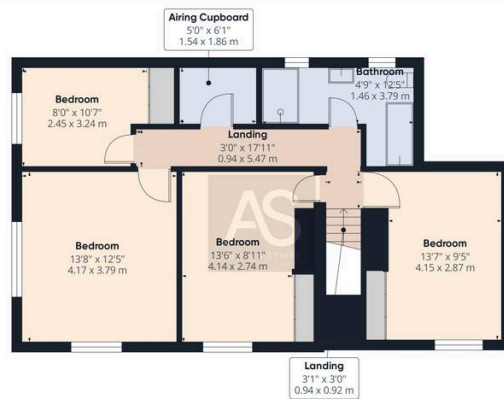 Airing Cupboard
5'0" x 6'1"
1.54 x 1.86 m
Bathroom
4'9" x 12'5"
1.46 x 3.79 m
Bedroom
8'0" x 10'7"
2.45 x 3.24 m
Landing
3'0" x 17'11"
0.94 x 5.47 m
AS
Bedroom
13'8" x 12'5"
4.17 x 3.79 m
Bedroom
13'6" x 8'11"
4.14 x 2.74 m
Bedroom
13'7" x 9'5"
4.15 x 2.87 m
Landing
3'1" x 3'0"
0.94 x 0.92 m